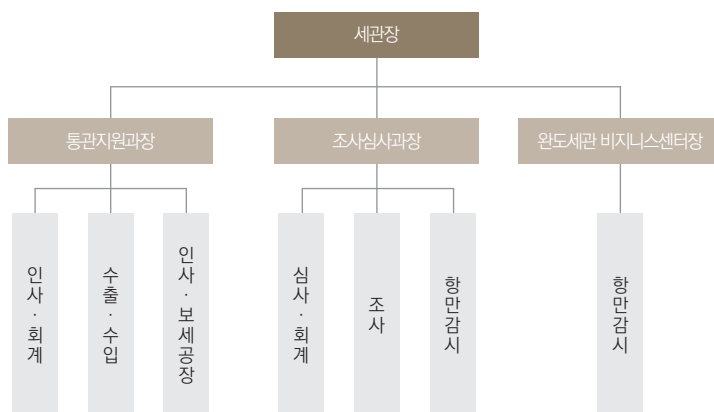 세관장
통관지원과장
조사심사과장
완도세관 비지니스센터장
인사·회계
수출·수입
인사·보세공장
심사·회계
조사
항만감시
항만감시